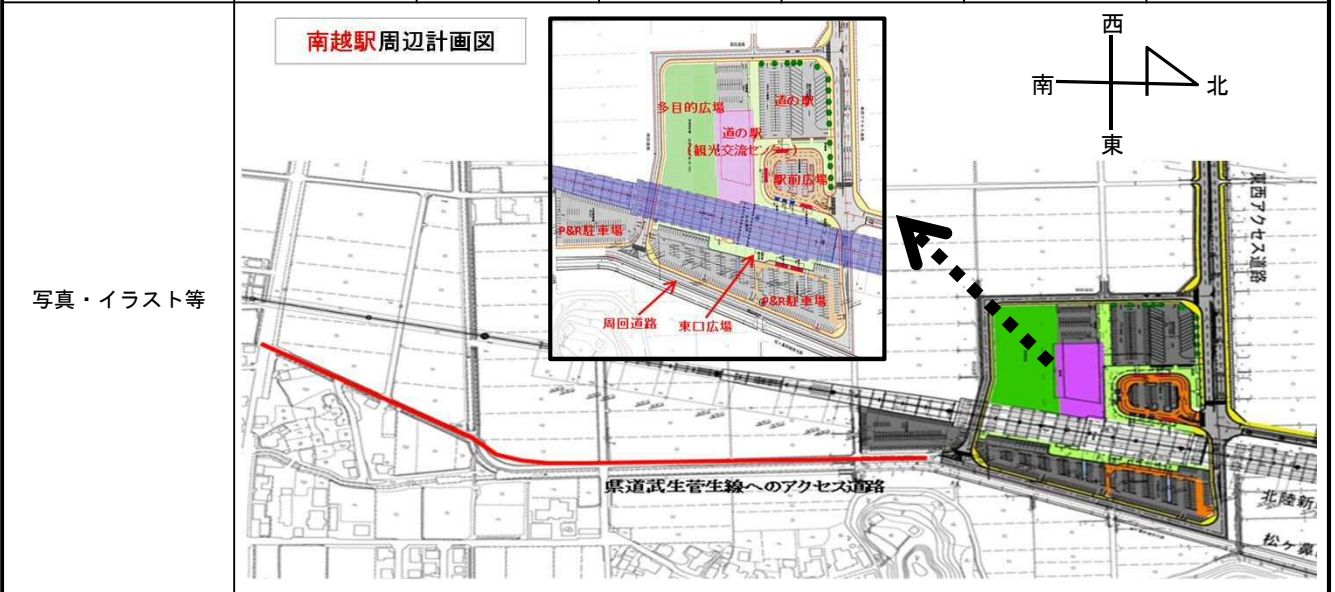 写真・イラスト等
南越駅周辺計画図
西
南
北
東
多目的広場
道の駅
道の駅
(観光交流センター)
駅前広場
P&R駐車場
P&R駐車場
周回道路
東口広場
東西アクセス道路
県道武生菅生線へのアクセス道路
北陸新
松ケ鼻